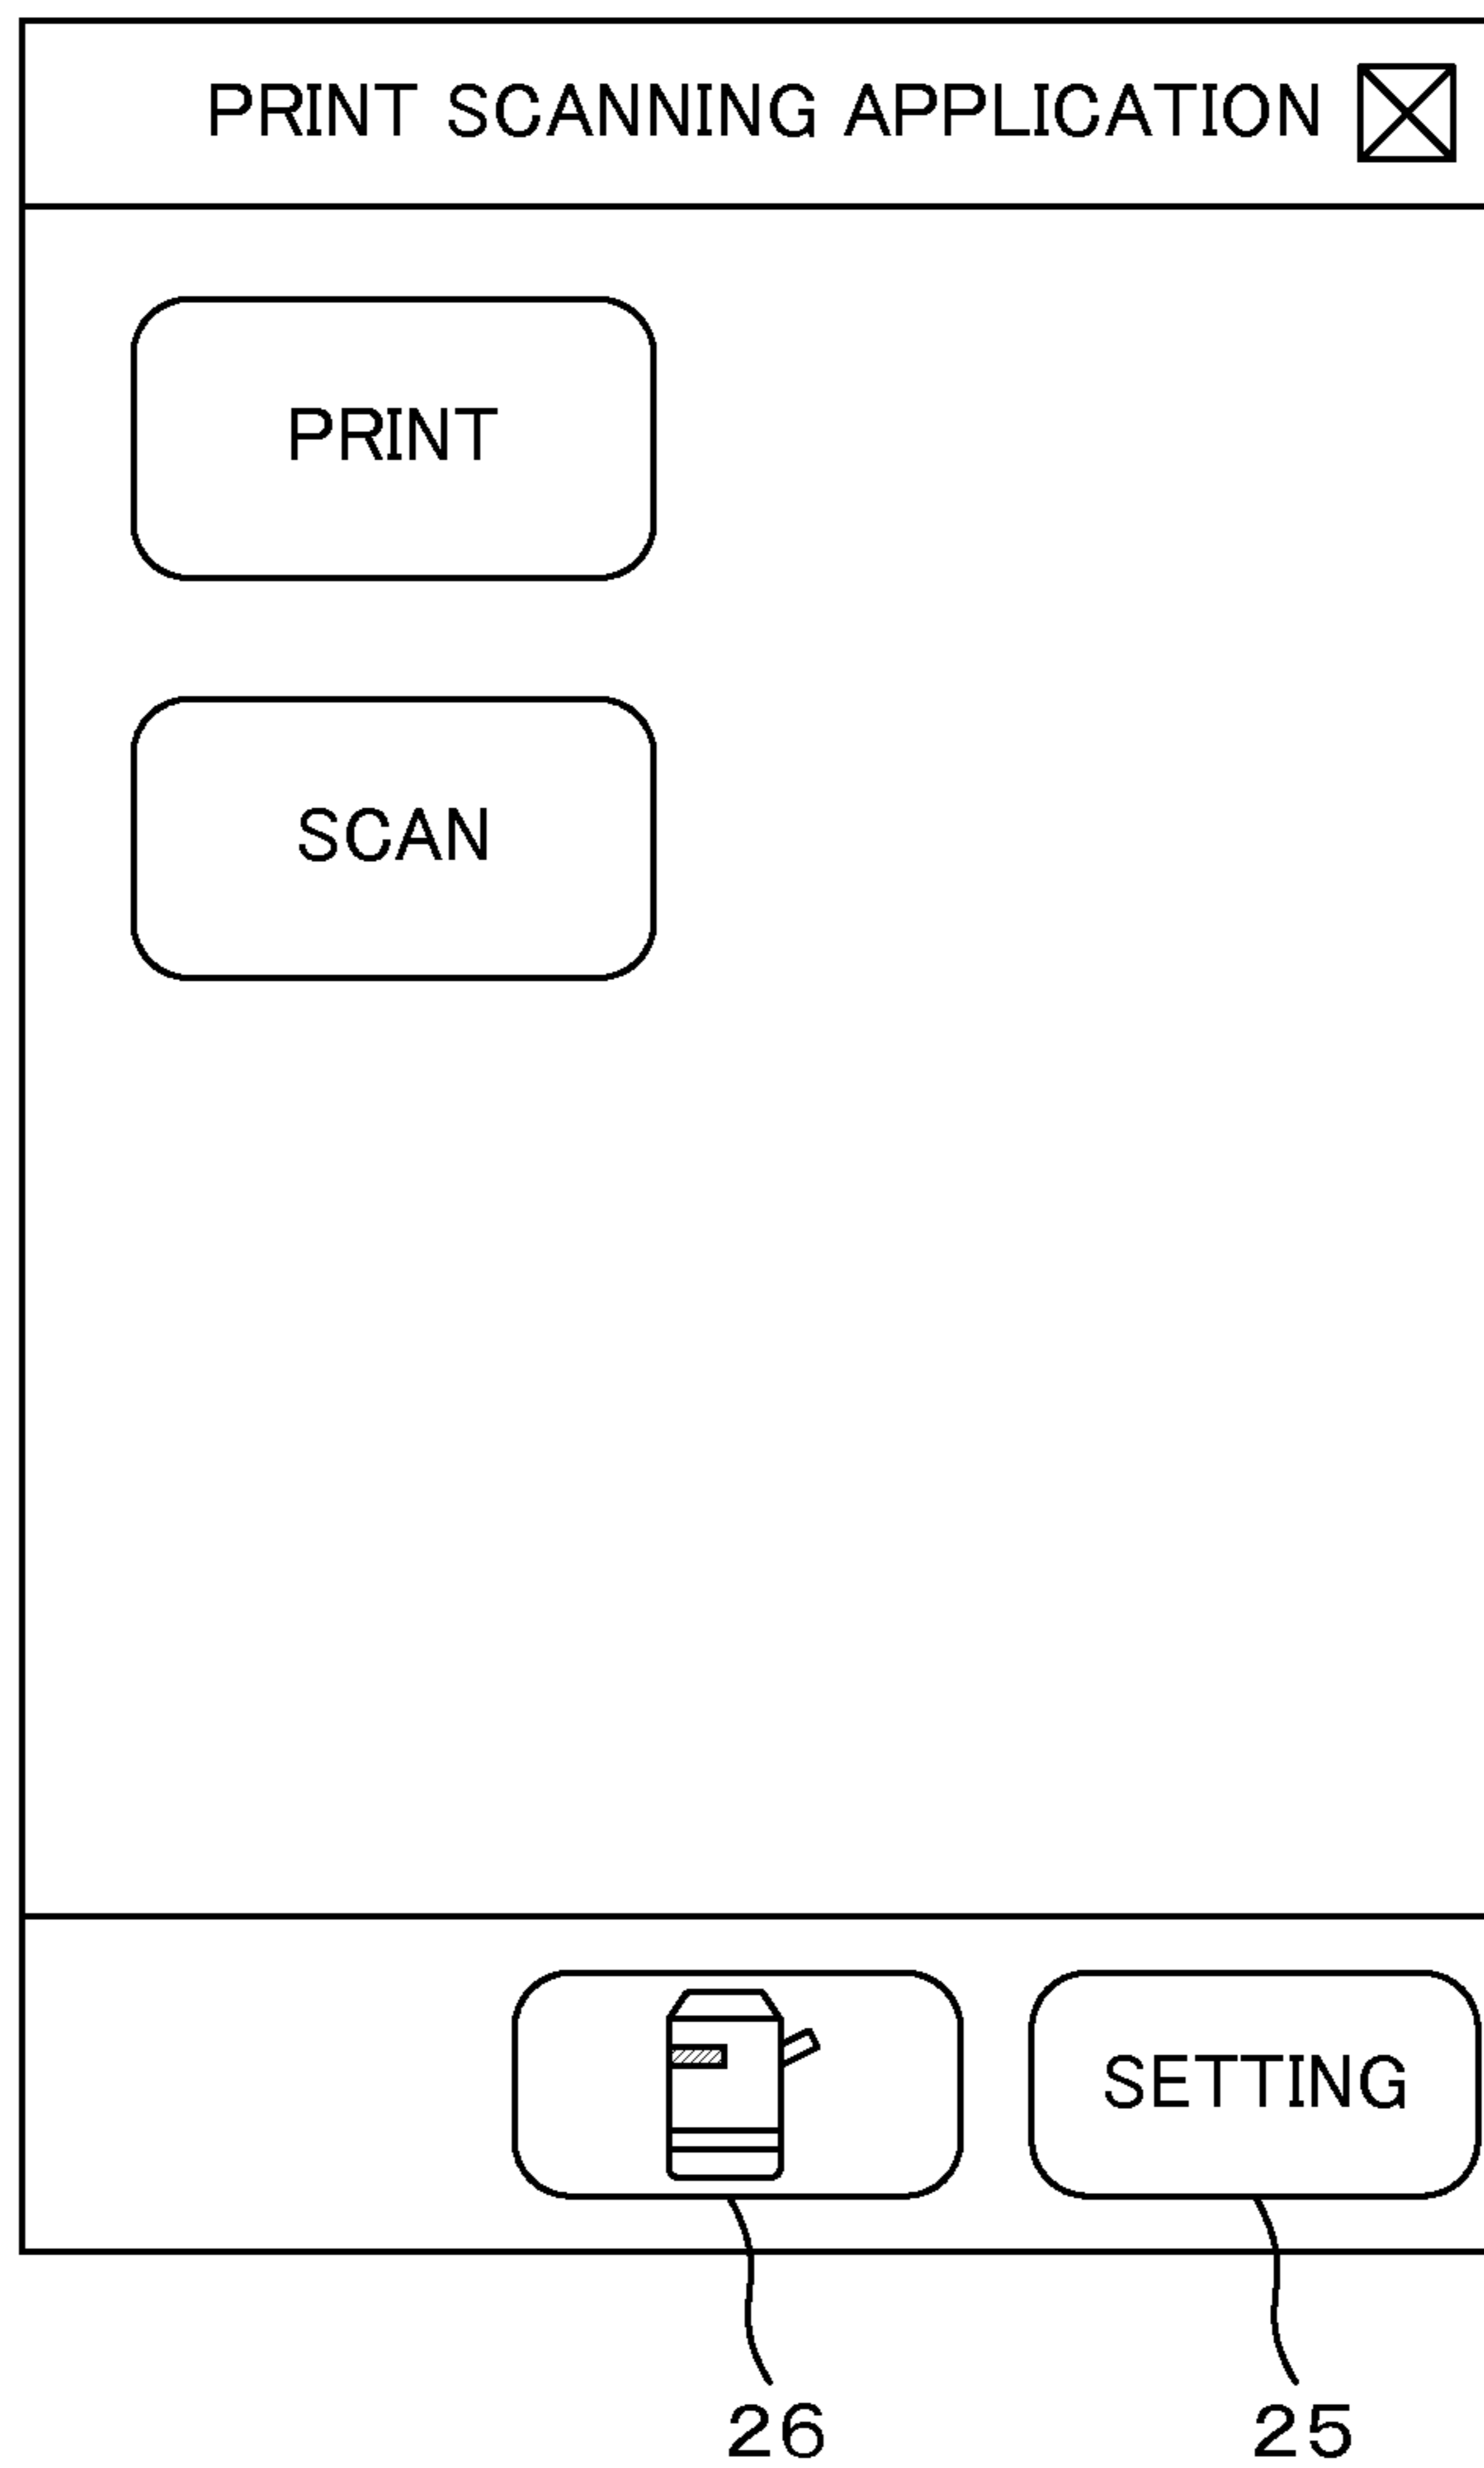 PRINT SCANNING APPLICATION
PRINT
SCAN
SETTING
26 25